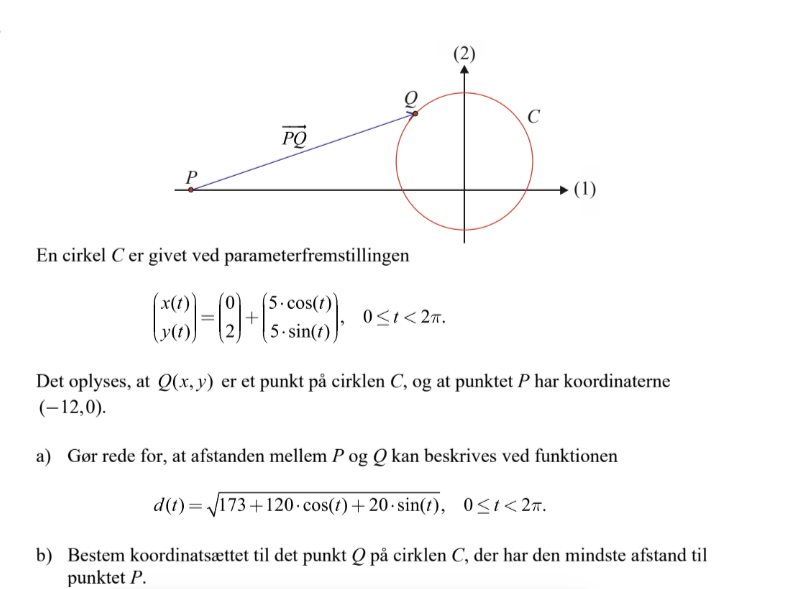 (2)
Q
C
PQ
P
(1)
En cirkel C er givet ved parameterfremstillingen
(x(t) y(t)) = (0 2) + (5·cos(t) 5·sin(t)), 0 ≤ t < 2π.
Det oplyses, at Q(x, y) er et punkt på cirklen C, og at punktet P har koordinaterne
(−12,0).
a) Gør rede for, at afstanden mellem P og Q kan beskrives ved funktionen
d(t) = √(173+120·cos(t)+20·sin(t)), 0 ≤ t < 2π.
b) Bestem koordinatsættet til det punkt Q på cirklen C, der har den mindste afstand til
punktet P.